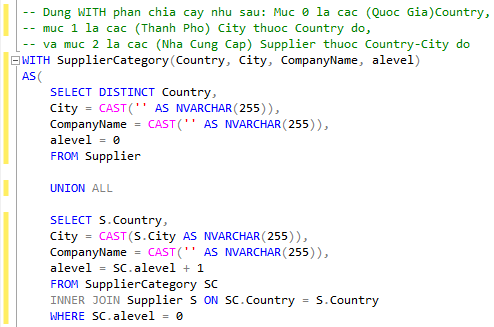 -- Dung WITH phan chia cay nhu sau: Muc 0 la cac (Quoc Gia)Country,
-- muc 1 la cac (Thanh Pho) City thuoc Country do,
-- va muc 2 la cac (Nha Cung Cap) Supplier thuoc Country-City do
WITH SupplierCategory(Country, City, CompanyName, alevel)
AS(
SELECT DISTINCT Country,
City = CAST('' AS NVARCHAR(255)),
CompanyName = CAST('' AS NVARCHAR(255)),
alevel = 0
FROM Supplier
UNION ALL
SELECT S.Country,
City = CAST(S.City AS NVARCHAR(255)),
CompanyName = CAST('' AS NVARCHAR(255)),
alevel = SC.alevel + 1
FROM SupplierCategory SC
INNER JOIN Supplier S ON SC.Country = S.Country
WHERE SC.alevel = 0